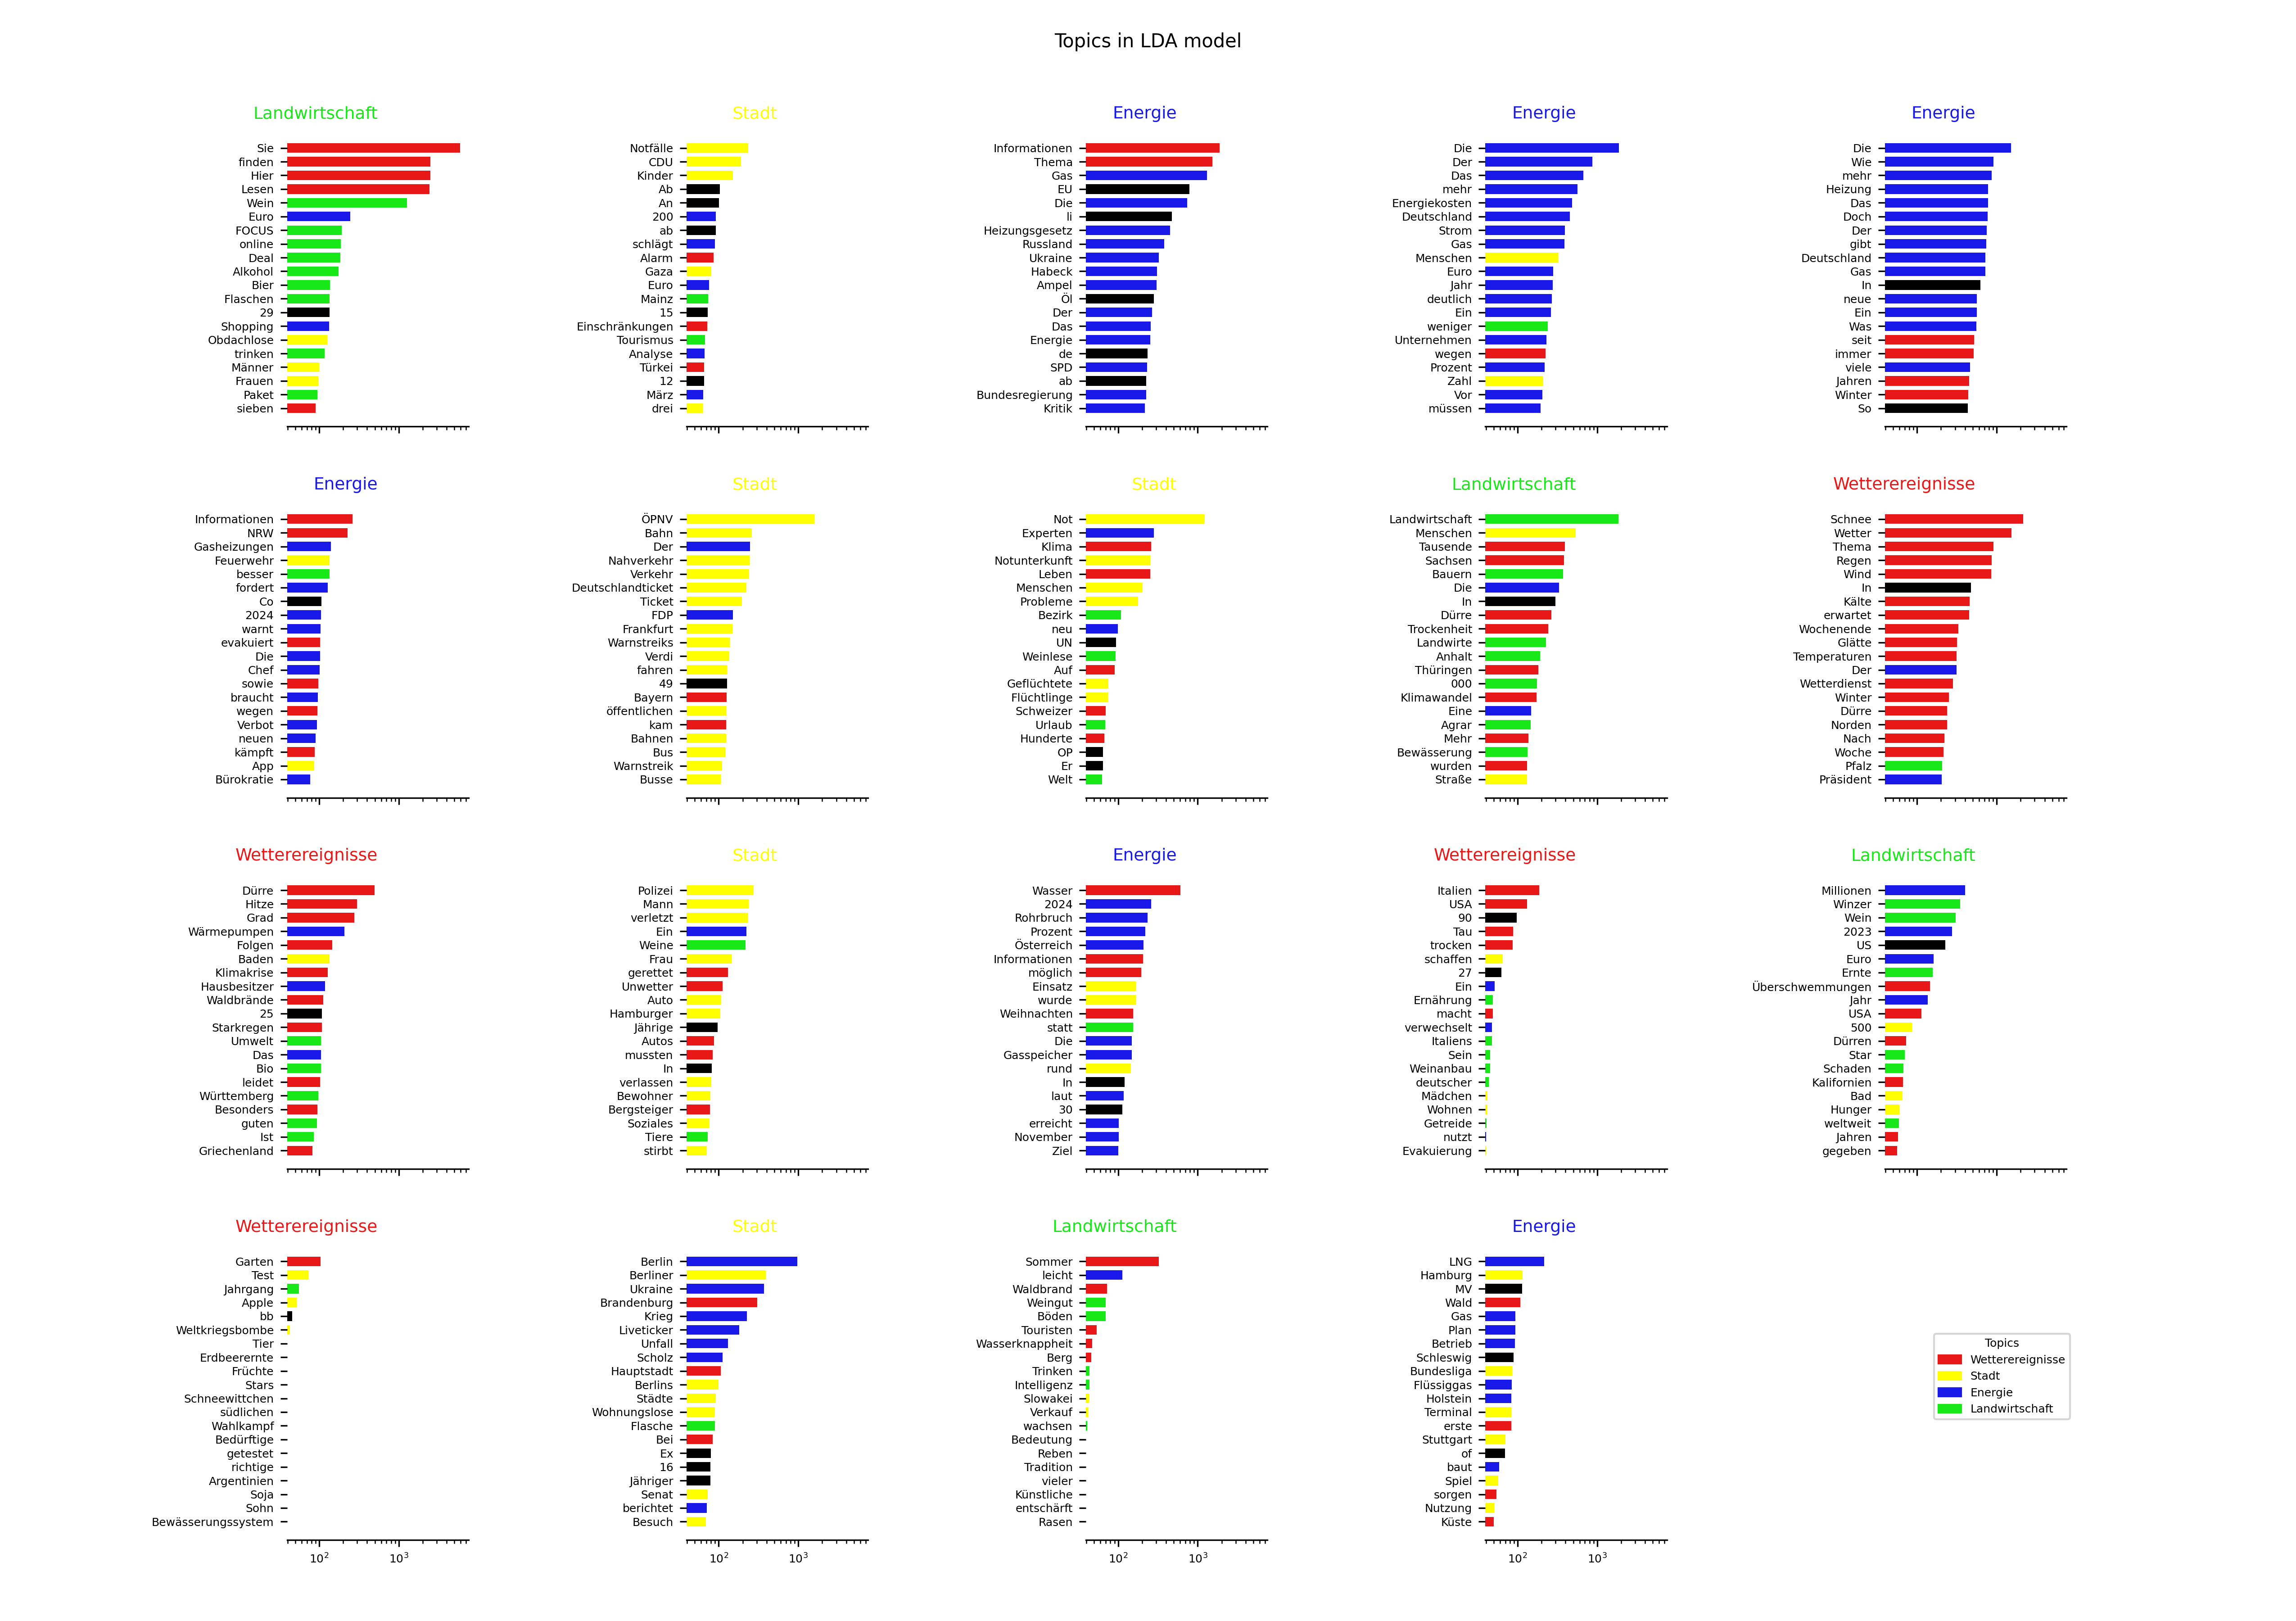 Topics in LDA model
Landwirtschaft
Sie
finden
Hier
Lesen
Wein
Euro
FOCUS
online
Deal
Alkohol
Bier
Flaschen
29
Shopping
Obdachlose
trinken
Männer
Frauen
Paket
sieben
Stadt
Notfälle
CDU
Kinder
Ab
An
200
ab
schlägt
Alarm
Gaza
Euro
Mainz
15
Einschränkungen
Tourismus
Analyse
Türkei
12
März
drei
Energie
Informationen
Thema
Gas
EU
Die
li
Heizungsgesetz
Russland
Ukraine
Habeck
Ampel
Öl
Der
Das
Energie
de
SPD
ab
Bundesregierung
Kritik
Energie
Die
Der
Das
mehr
Energiekosten
Deutschland
Strom
Gas
Menschen
Euro
Jahr
deutlich
Ein
weniger
Unternehmen
wegen
Prozent
Zahl
Vor
müssen
Energie
Die
Wie
mehr
Heizung
Das
Doch
Der
gibt
Deutschland
Gas
In
neue
Ein
Was
seit
immer
viele
Jahren
Winter
So
Energie
Informationen
NRW
Gasheizungen
Feuerwehr
besser
fordert
Co
2024
warnt
evakuiert
Die
Chef
sowie
braucht
wegen
Verbot
neuen
kämpft
App
Bürokratie
Stadt
ÖPNV
Bahn
Der
Nahverkehr
Verkehr
Deutschlandticket
Ticket
FDP
Frankfurt
Warnstreiks
Verdi
fahren
49
Bayern
öffentlichen
kam
Bahnen
Bus
Warnstreik
Busse
Stadt
Not
Experten
Klima
Notunterkunft
Leben
Menschen
Probleme
Bezirk
neu
UN
Weinlese
Auf
Geflüchtete
Flüchtlinge
Schweizer
Urlaub
Hunderte
OP
Er
Welt
Landwirtschaft
Landwirtschaft
Menschen
Tausende
Sachsen
Bauern
Die
In
Dürre
Trockenheit
Landwirte
Anhalt
Thüringen
000
Klimawandel
Eine
Agrar
Mehr
Bewässerung
wurden
Straße
Wetterereignisse
Schnee
Wetter
Thema
Regen
Wind
In
Kälte
erwartet
Wochenende
Glätte
Temperaturen
Der
Wetterdienst
Winter
Dürre
Norden
Nach
Woche
Pfalz
Präsident
Wetterereignisse
Dürre
Hitze
Grad
Wärmepumpen
Folgen
Baden
Klimakrise
Hausbesitzer
Waldbrände
25
Starkregen
Umwelt
Das
Bio
leidet
Württemberg
Besonders
guten
Ist
Griechenland
Stadt
Polizei
Mann
verletzt
Ein
Weine
Frau
gerettet
Unwetter
Auto
Hamburger
Jährige
Autos
mussten
In
verlassen
Bewohner
Bergsteiger
Soziales
Tiere
stirbt
Energie
Wasser
2024
Rohrbruch
Prozent
Österreich
Informationen
möglich
Einsatz
wurde
Weihnachten
statt
Die
Gasspeicher
rund
In
laut
30
erreicht
November
Ziel
Wetterereignisse
Italien
USA
90
Tau
trocken
schaffen
27
Ein
Ernährung
macht
verwechselt
Italiens
Sein
Weinanbau
deutscher
Mädchen
Wohnen
Getreide
nutzt
Evakuierung
Landwirtschaft
Millionen
Winzer
Wein
2023
US
Euro
Ernte
Überschwemmungen
Jahr
USA
500
Dürren
Star
Schaden
Kalifornien
Bad
Hunger
weltweit
Jahren
gegeben
Wetterereignisse
Garten
Test
Jahrgang
Apple
bb
Weltkriegsbombe
Tier
Erdbeerernte
Früchte
Stars
Schneewittchen
südlichen
Wahlkampf
Bedürftige
getestet
richtige
Argentinien
Soja
Sohn
Bewässerungssystem
10² 10³
Stadt
Berlin
Berliner
Ukraine
Brandenburg
Krieg
Liveticker
Unfall
Scholz
Hauptstadt
Berlins
Städte
Wohnungslose
Flasche
Bei
Ex
16
Jähriger
Senat
berichtet
Besuch
10² 10³
Landwirtschaft
Sommer
leicht
Waldbrand
Weingut
Böden
Touristen
Wasserknappheit
Berg
Trinken
Intelligenz
Slowakei
Verkauf
wachsen
Bedeutung
Reben
Tradition
vieler
Künstliche
entschärft
Rasen
10² 10³
Energie
LNG
Hamburg
MV
Wald
Gas
Plan
Betrieb
Schleswig
Bundesliga
Flüssiggas
Holstein
Terminal
erste
Stuttgart
of
baut
Spiel
sorgen
Nutzung
Küste
10² 10³
Topics
Wetterereignisse
Stadt
Energie
Landwirtschaft